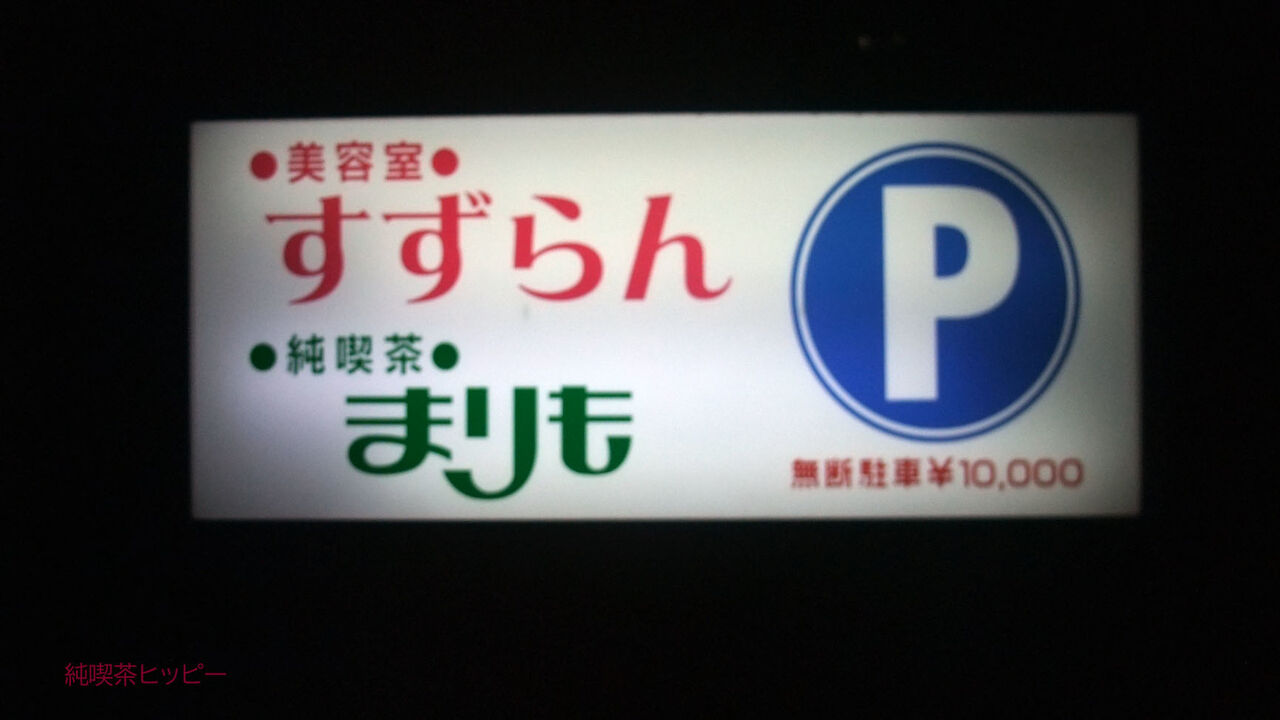 ●美容室●
すずらん
●純喫茶●
まりも
P
無断駐車¥10,000
純喫茶ヒッピー